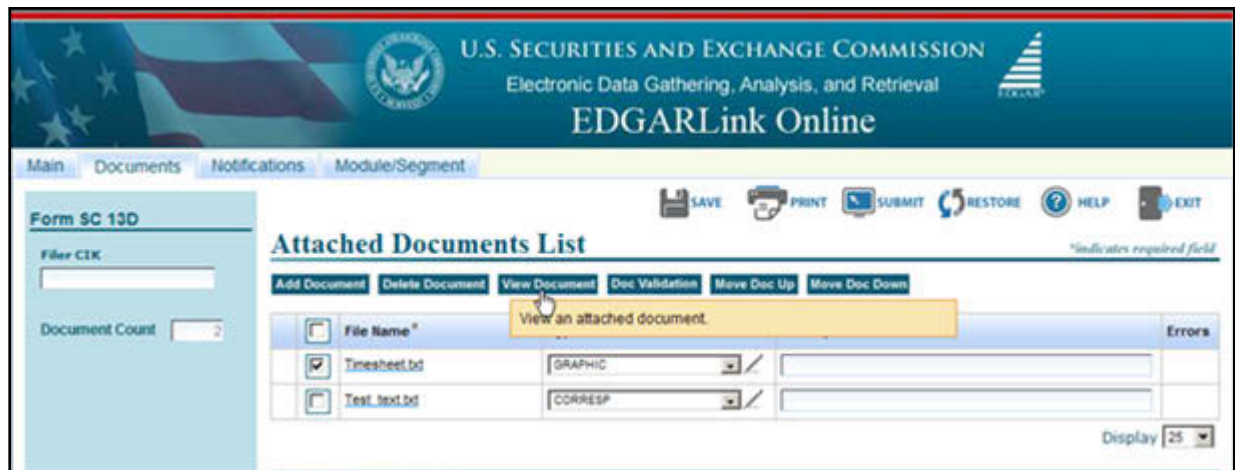 U.S. SECURITIES AND EXCHANGE COMMISSION
Electronic Data Gathering, Analysis, and Retrieval
EDGAR®
EDGARLink Online
Main Documents Notifications Module/Segment
SAVE PRINT SUBMIT RESTORE HELP EXIT
Form SC 13D
Attached Documents List
*indicates required field
Filer CIK
Add Document Delete Document View Document Doc Validation Move Doc Up Move Doc Down
View an attached document.
Document Count 2
File Name* Errors
Timesheet.txt GRAPHIC
Test_text.txt CORRESP
Display 25